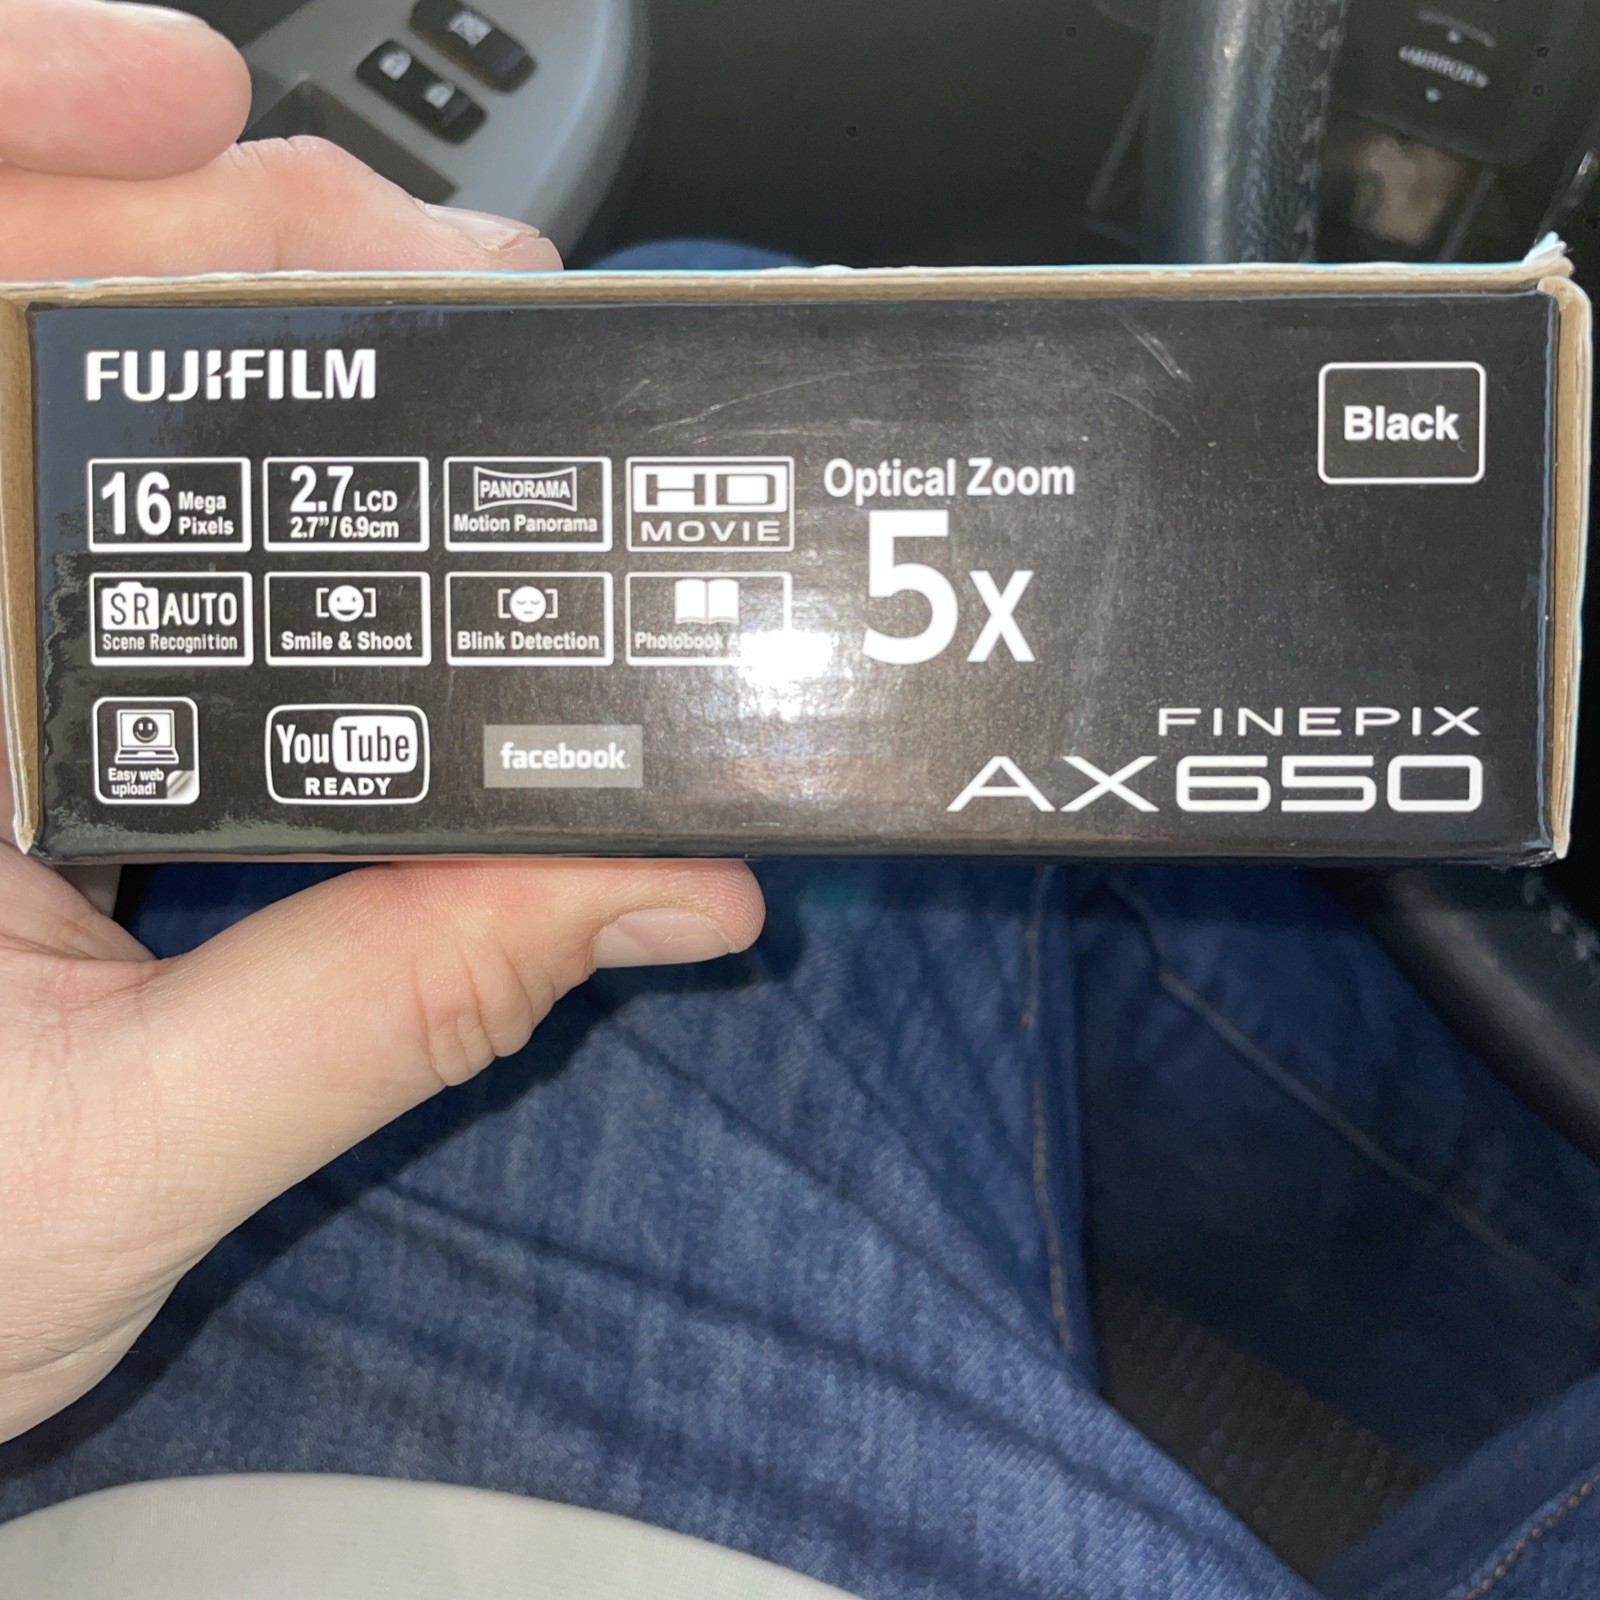 FUJIFILM
Black
16 Mega Pixels
2.7 LCD
2.7"/6.9cm
PANORAMA
Motion Panorama
HD
MOVIE
Optical Zoom
5x
SR AUTO
Scene Recognition
Smile & Shoot
Blink Detection
Photobook
Easy web
upload!
YouTube
READY
facebook
FINEPIX
AX650
MIRROR